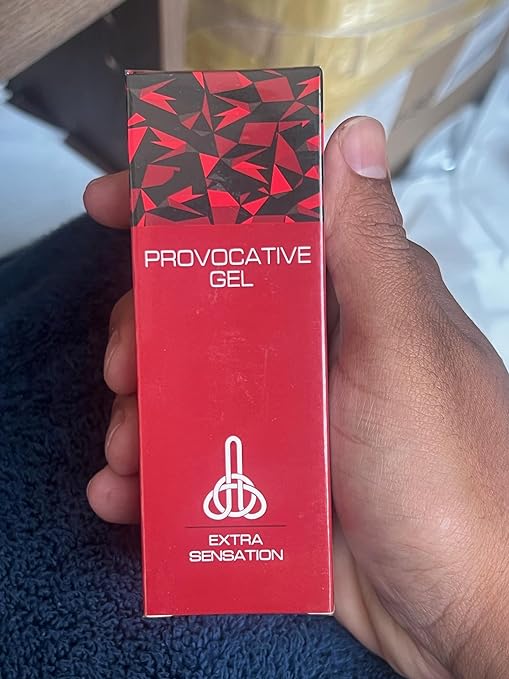 PROVOCATIVE
GEL
EXTRA
SENSATION